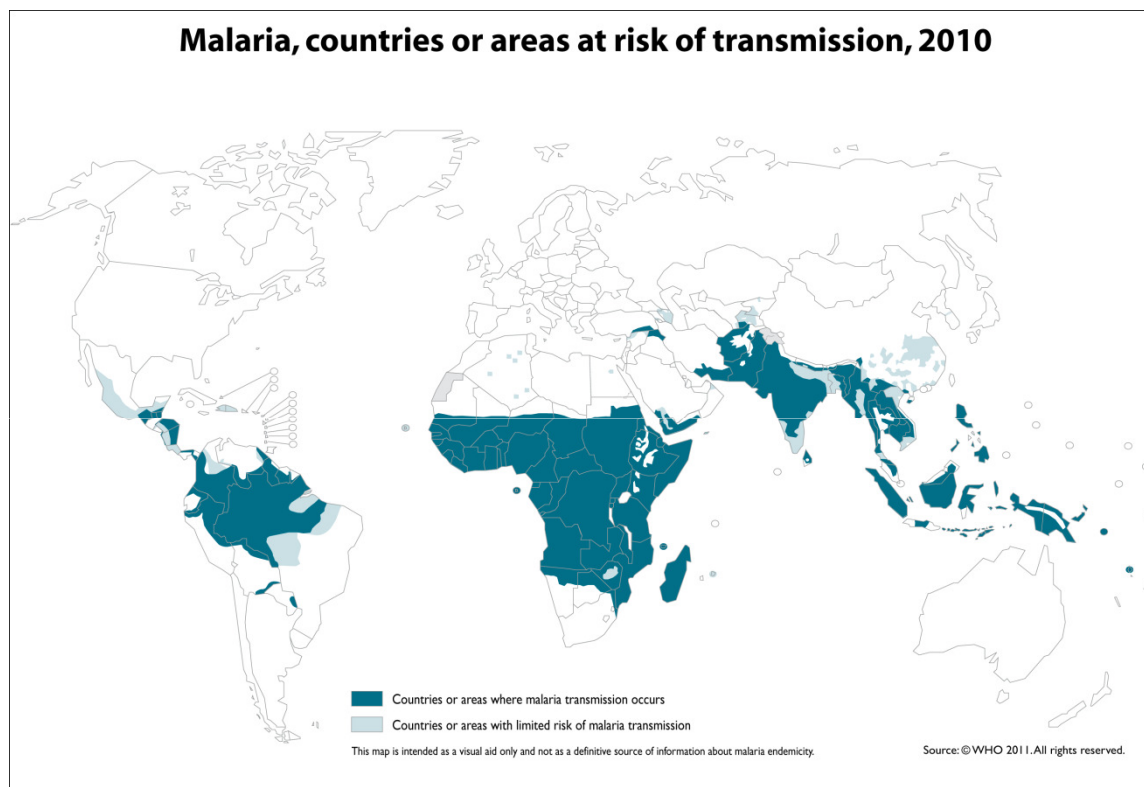 Malaria, countries or areas at risk of transmission, 2010
Countries or areas where malaria transmission occurs
Countries or areas with limited risk of malaria transmission
This map is intended as a visual aid only and not as a definitive source of information about malaria endemicity.
Source: © WHO 2011. All rights reserved.